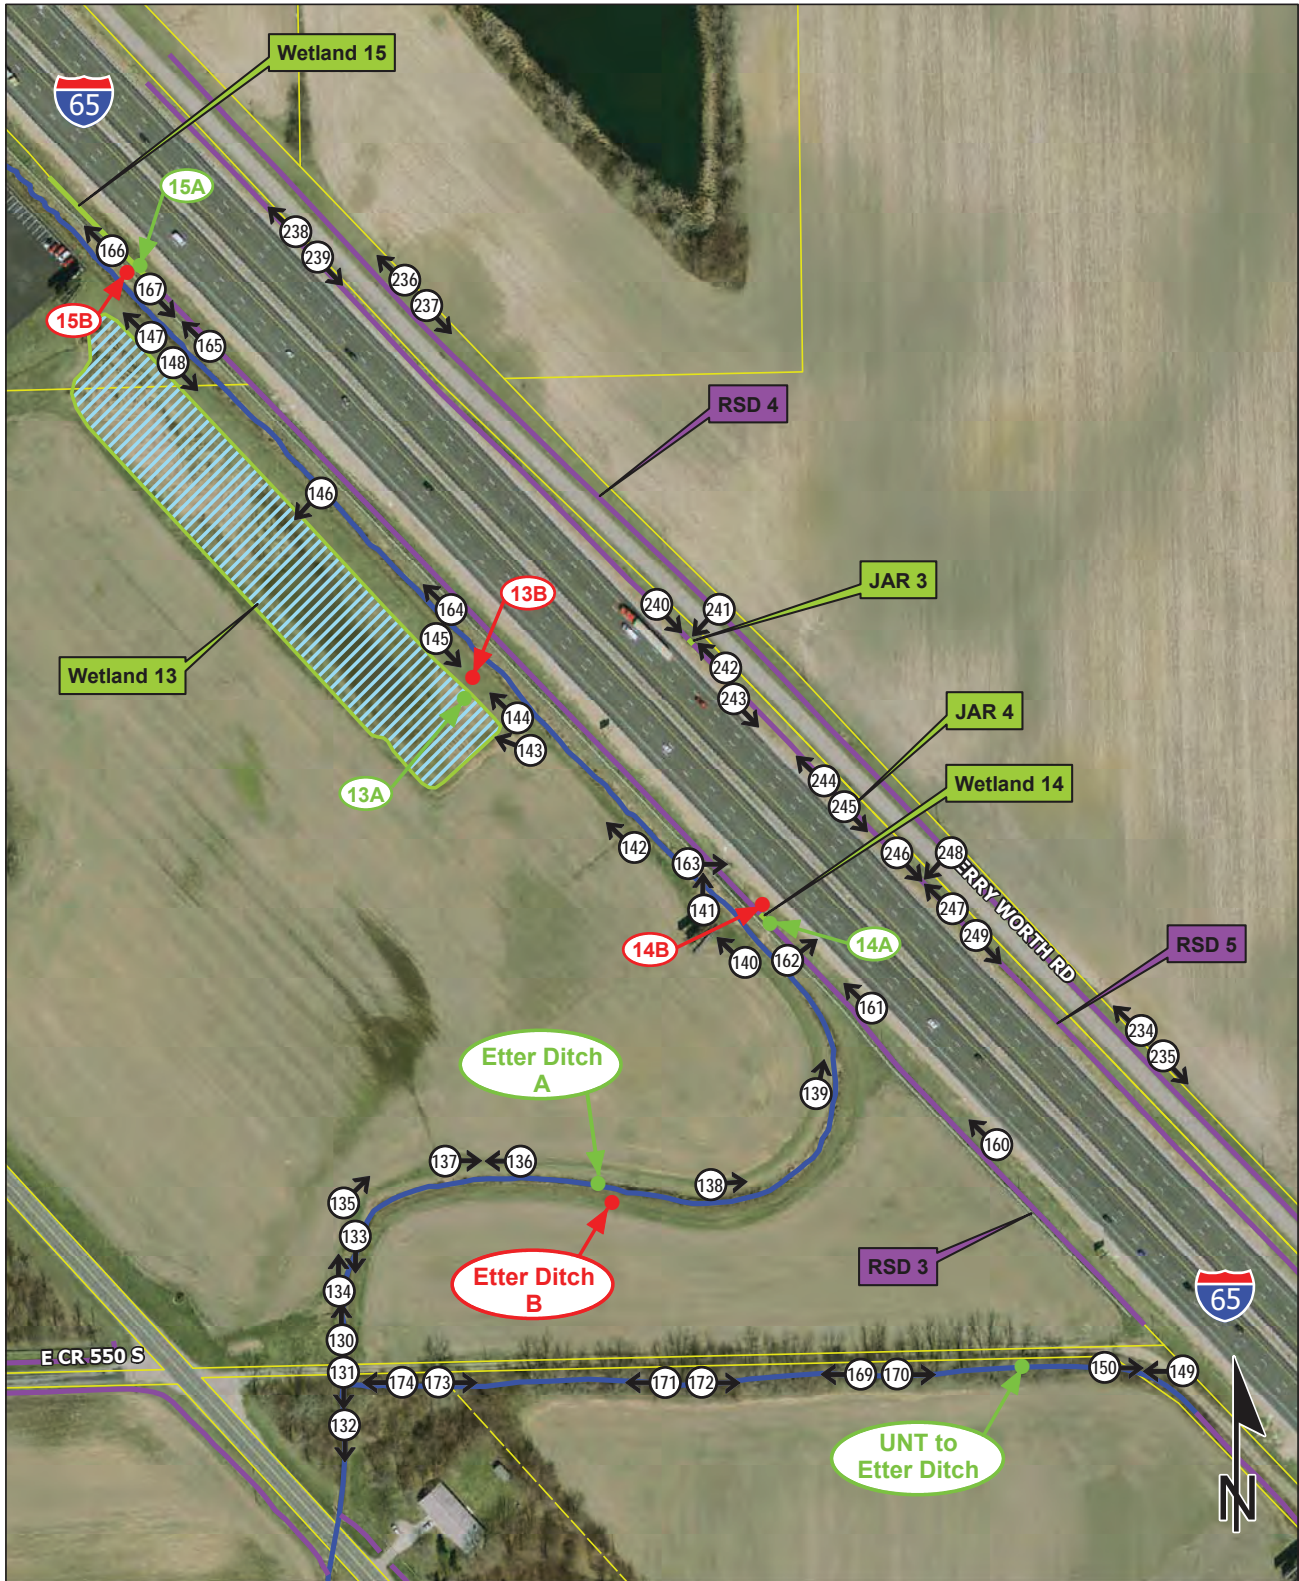 Wetland 15
65
15A
166
238
239
236
237
167
15B
147
165
148
RSD 4
146
JAR 3
13B
240
241
164
145
Wetland 13
242
243
JAR 4
144
143
13A
244
Wetland 14
245
142
163
246
248
ERRY WORTH RD
141
247
14B
14A
249
RSD 5
140
162
161
234
Etter Ditch
A
235
139
160
137
136
138
135
133
RSD 3
Etter Ditch
B
134
65
130
E CR 550 S
131
174
173
171
172
169
170
150
149
132
UNT to
Etter Ditch
N